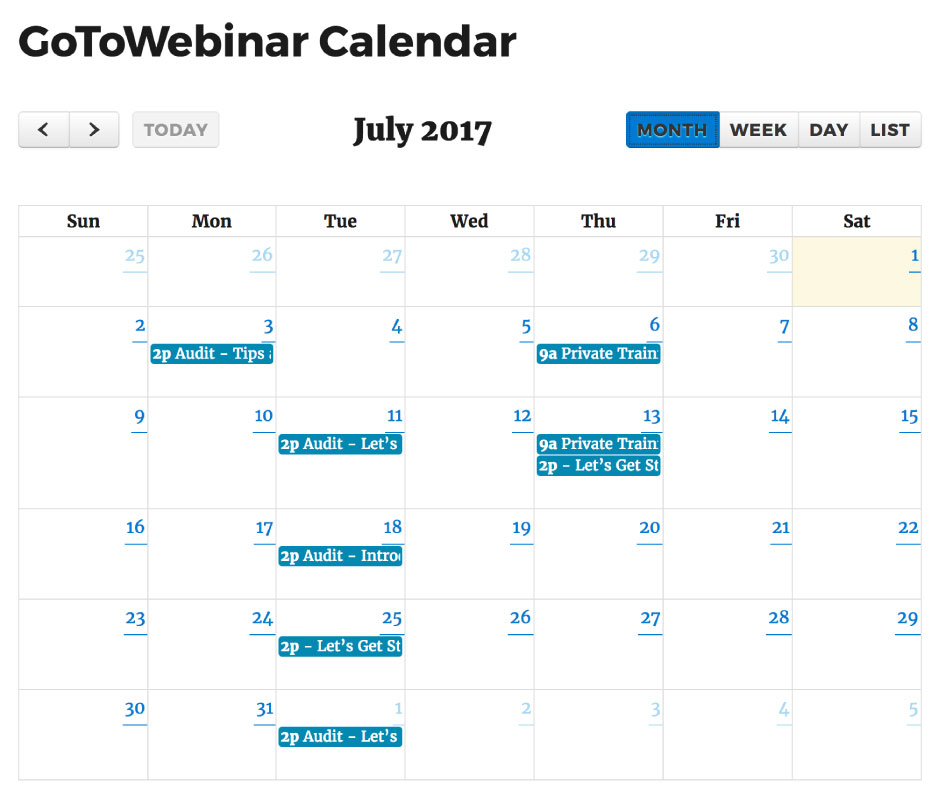 GoToWebinar Calendar
< > TODAY July 2017 MONTH WEEK DAY LIST
Sun Mon Tue Wed Thu Fri Sat
25 26 27 28 29 30 1
2 3 4 5 6 7 8
2p Audit - Tips 9a Private Train
9 10 11 12 13 14 15
2p Audit - Let’s 9a Private Train
2p - Let’s Get St
16 17 18 19 20 21 22
2p Audit - Intro
23 24 25 26 27 28 29
2p - Let’s Get St
30 31 1 2 3 4 5
2p Audit - Let’s